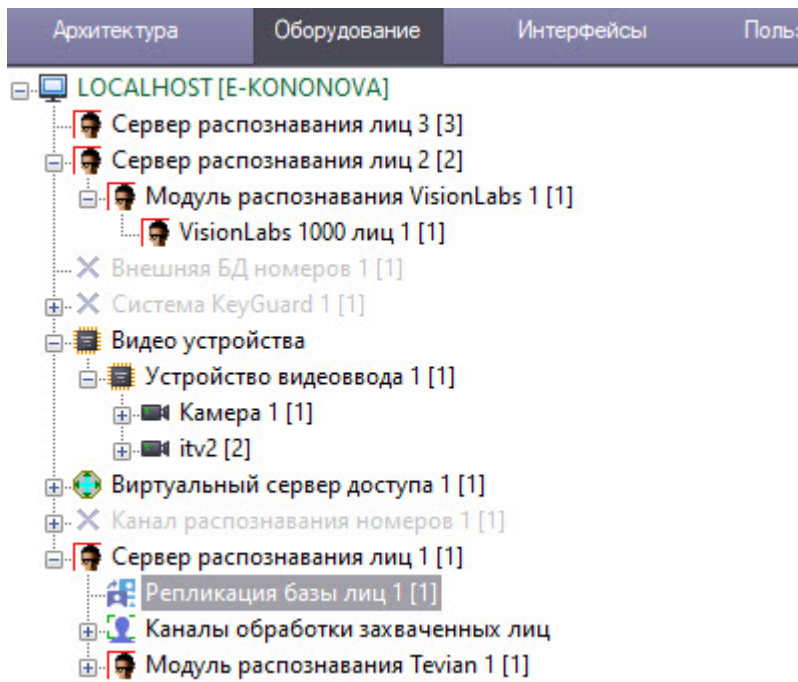 Архитектура Оборудование Интерфейсы Польз
LOCALHOST [E-KONONOVA]
Сервер распознавания лиц 3 [3]
Сервер распознавания лиц 2 [2]
Модуль распознавания VisionLabs 1 [1]
VisionLabs 1000 лиц 1 [1]
Внешняя БД номеров 1 [1]
Система KeyGuard 1 [1]
Видео устройства
Устройство видеоввода 1 [1]
Камера 1 [1]
itv2 [2]
Виртуальный сервер доступа 1 [1]
Канал распознавания номеров 1 [1]
Сервер распознавания лиц 1 [1]
Репликация базы лиц 1 [1]
Каналы обработки захваченных лиц
Модуль распознавания Tevian 1 [1]